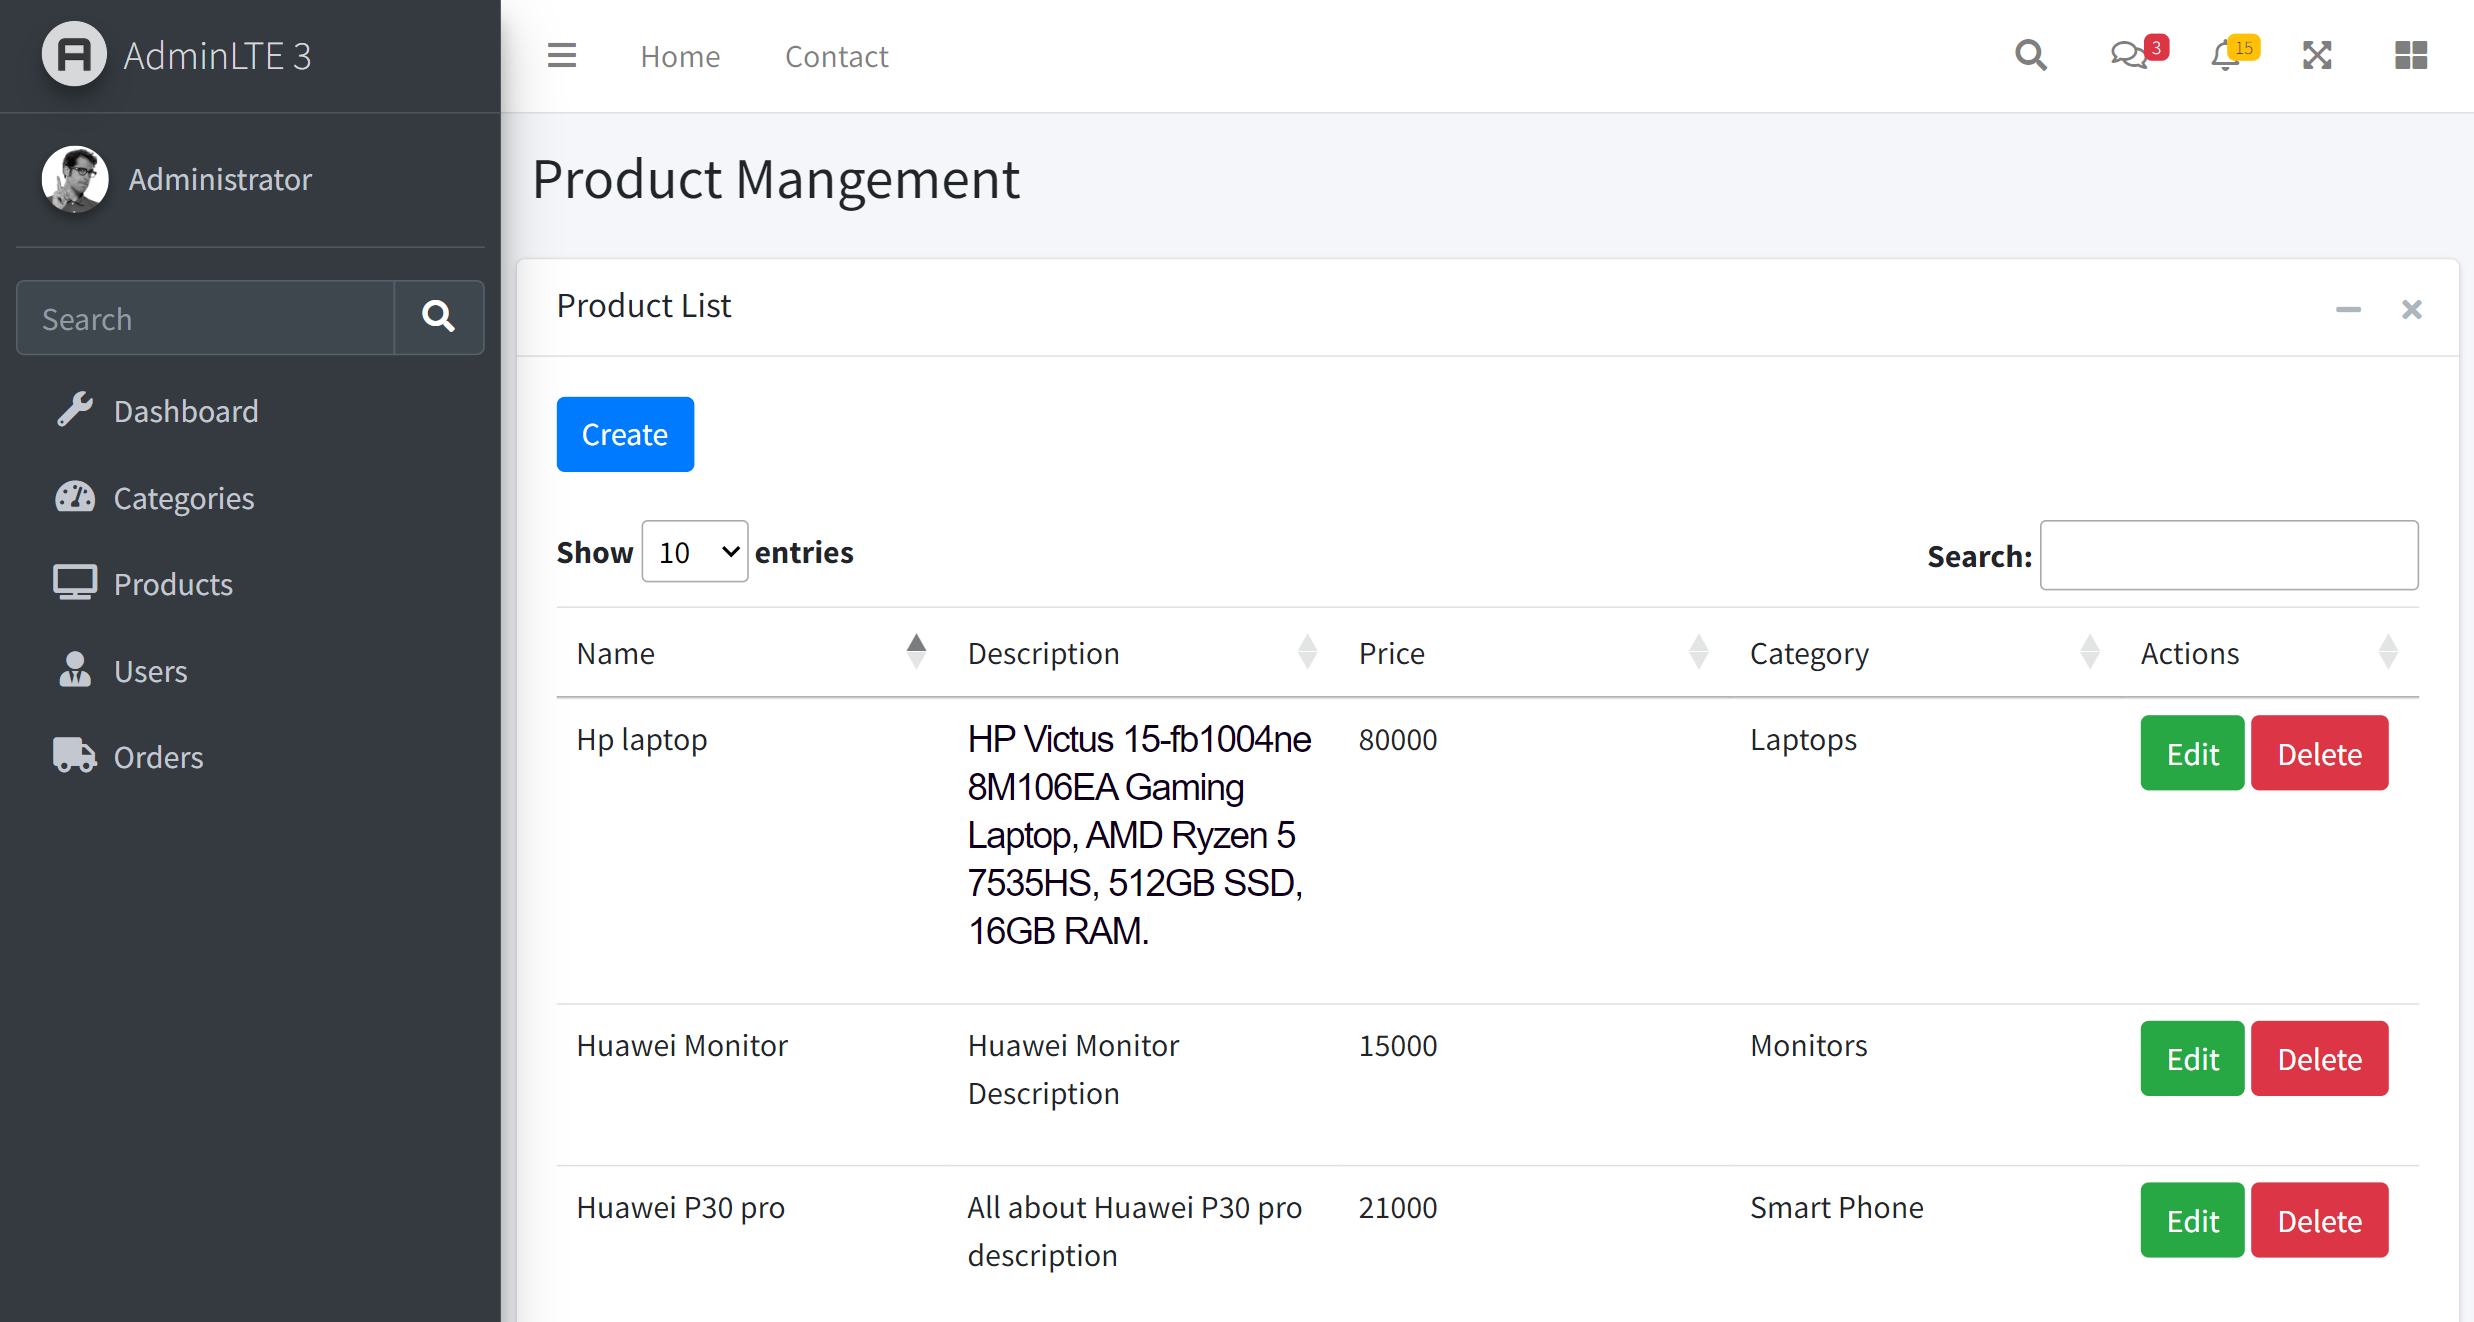 AdminLTE 3
Home
Contact
3
15
Administrator
Product Mangement
Search
Product List
Dashboard
Create
Categories
Show 10 entries
Search:
Products
Name
Description
Price
Category
Actions
Users
Orders
Hp laptop
HP Victus 15-fb1004ne
8M106EA Gaming
Laptop, AMD Ryzen 5
7535HS, 512GB SSD,
16GB RAM.
80000
Laptops
Edit
Delete
Huawei Monitor
Huawei Monitor
Description
15000
Monitors
Edit
Delete
Huawei P30 pro
All about Huawei P30 pro
description
21000
Smart Phone
Edit
Delete